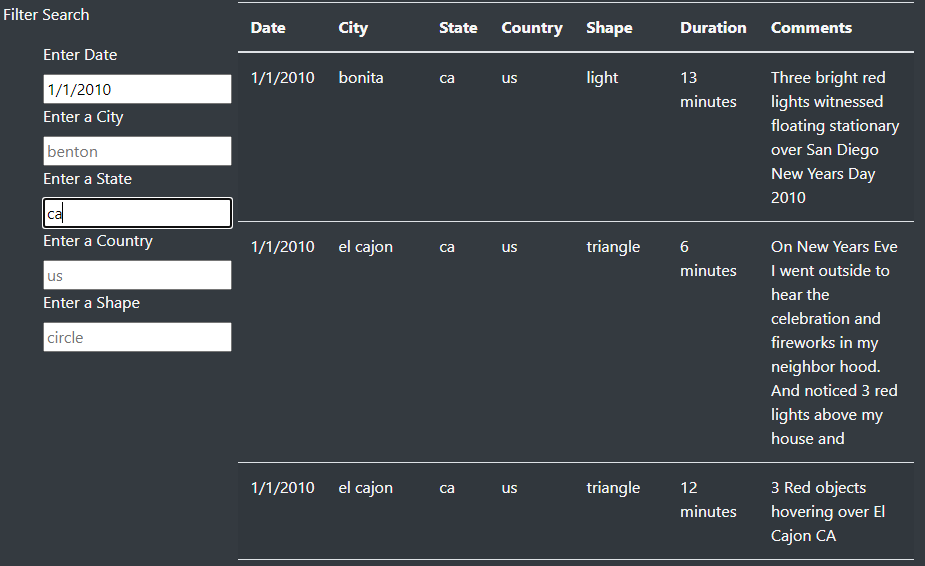 Filter Search
Enter Date
1/1/2010
Enter a City
benton
Enter a State
ca
Enter a Country
us
Enter a Shape
circle
Date City State Country Shape Duration Comments
1/1/2010 bonita ca us light 13 Three bright red
minutes lights witnessed
floating stationary
over San Diego
New Years Day
2010
1/1/2010 el cajon ca us triangle 6 On New Years Eve
minutes I went outside to
hear the
celebration and
fireworks in my
neighbor hood.
And noticed 3 red
lights above my
house and
1/1/2010 el cajon ca us triangle 12 3 Red objects
minutes hovering over El
Cajon CA